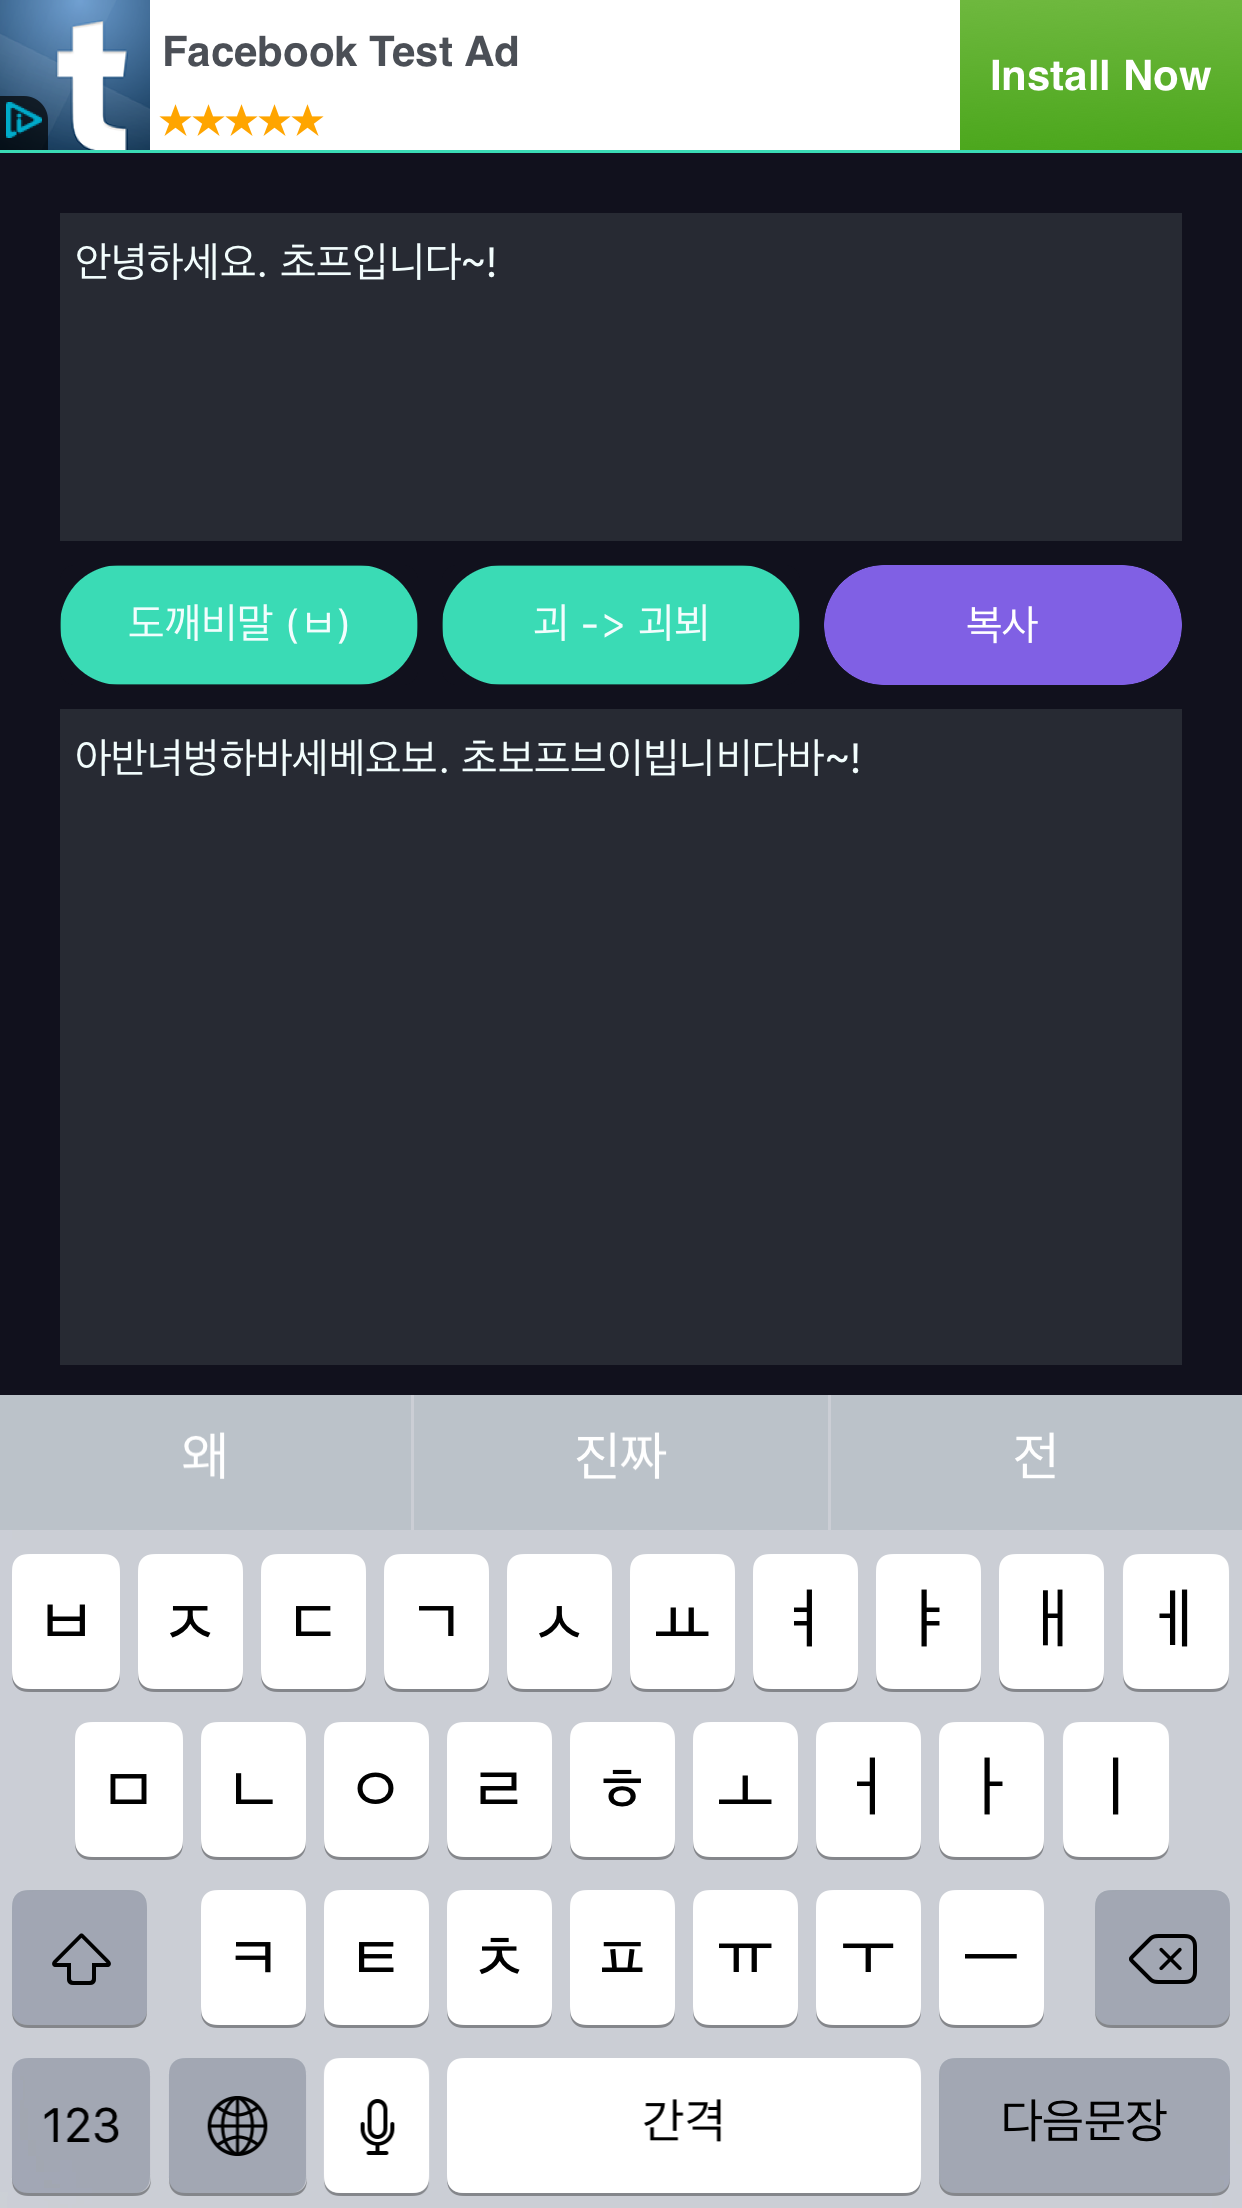 t
Facebook Test Ad
★★★★★
Install Now
안녕하세요. 초프입니다~!
도깨비말 (ㅂ)
괴 -> 괴뵈
복사
아반녀벙하바세베요보. 초보프브이빕니비다바~!
왜 진짜 전
ㅂ ㅈ ㄷ ㄱ ㅅ ㅛ ㅕ ㅑ ㅐ ㅔ
ㅁ ㄴ ㅇ ㄹ ㅎ ㅗ ㅓ ㅏ ㅣ
ㅋ ㅌ ㅊ ㅍ ㅠ ㅜ ㅡ
123 간격 다음문장